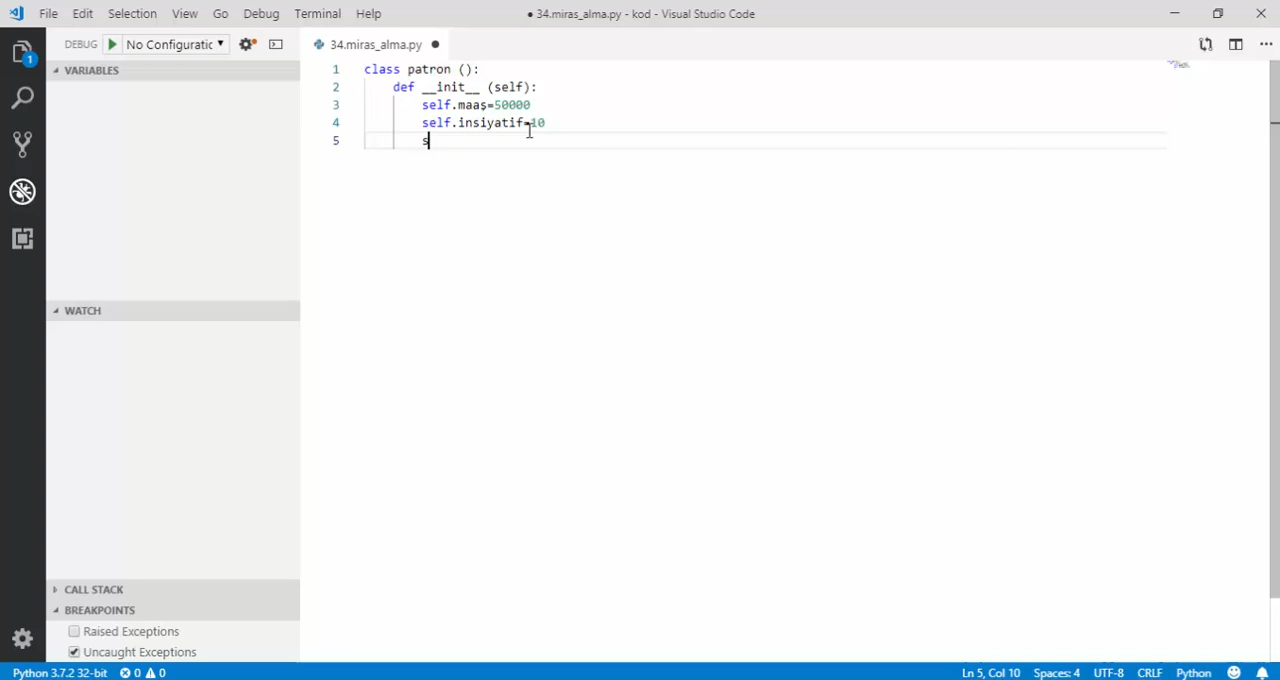 File Edit Selection View Go Debug Terminal Help
● 34.miras_alma.py - kod - Visual Studio Code
DEBUG No Configuratic
34.miras_alma.py ●
VARIABLES
1 class patron ():
2 def __init__ (self):
3 self.maaş=50000
4 self.insiyatif=10
5 s
WATCH
CALL STACK
BREAKPOINTS
Raised Exceptions
Uncaught Exceptions
1
Python 3.7.2 32-bit 0 0 Ln 5, Col 10 Spaces: 4 UTF-8 CRLF Python